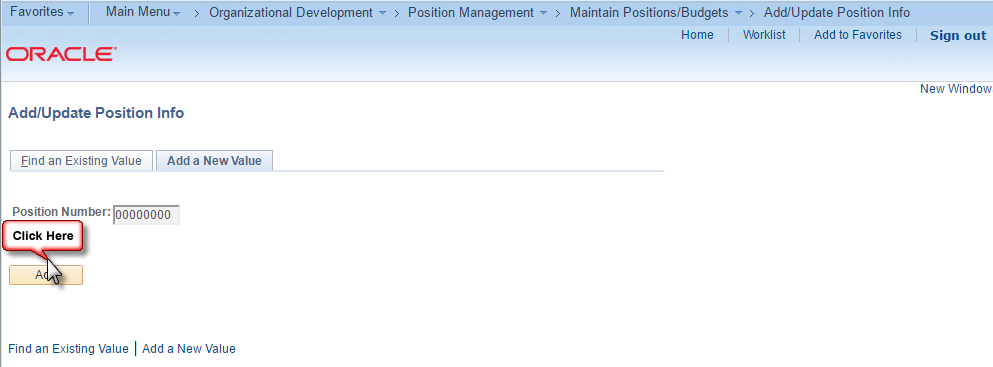 Favorites Main Menu > Organizational Development > Position Management > Maintain Positions/Budgets > Add/Update Position Info
Home Worklist Add to Favorites Sign out
ORACLE
New Window
Add/Update Position Info
Find an Existing Value Add a New Value
Position Number: 00000000
Click Here
Find an Existing Value | Add a New Value